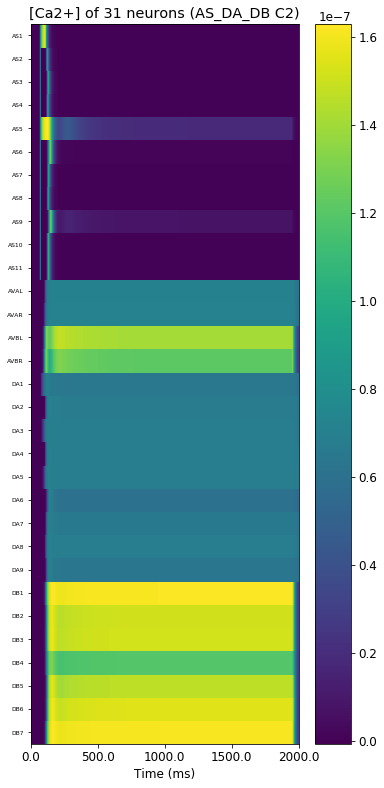 [Ca2+] of 31 neurons (AS_DA_DB C2)
1e−7
AS1
AS2
AS3
AS4
AS5
AS6
AS7
AS8
AS9
AS10
AS11
AVAL
AVAR
AVBL
AVBR
DA1
DA2
DA3
DA4
DA5
DA6
DA7
DA8
DA9
DB1
DB2
DB3
DB4
DB5
DB6
DB7
1.6
1.4
1.2
1.0
0.8
0.6
0.4
0.2
0.0
0.0 500.0 1000.0 1500.0 2000.0
Time (ms)